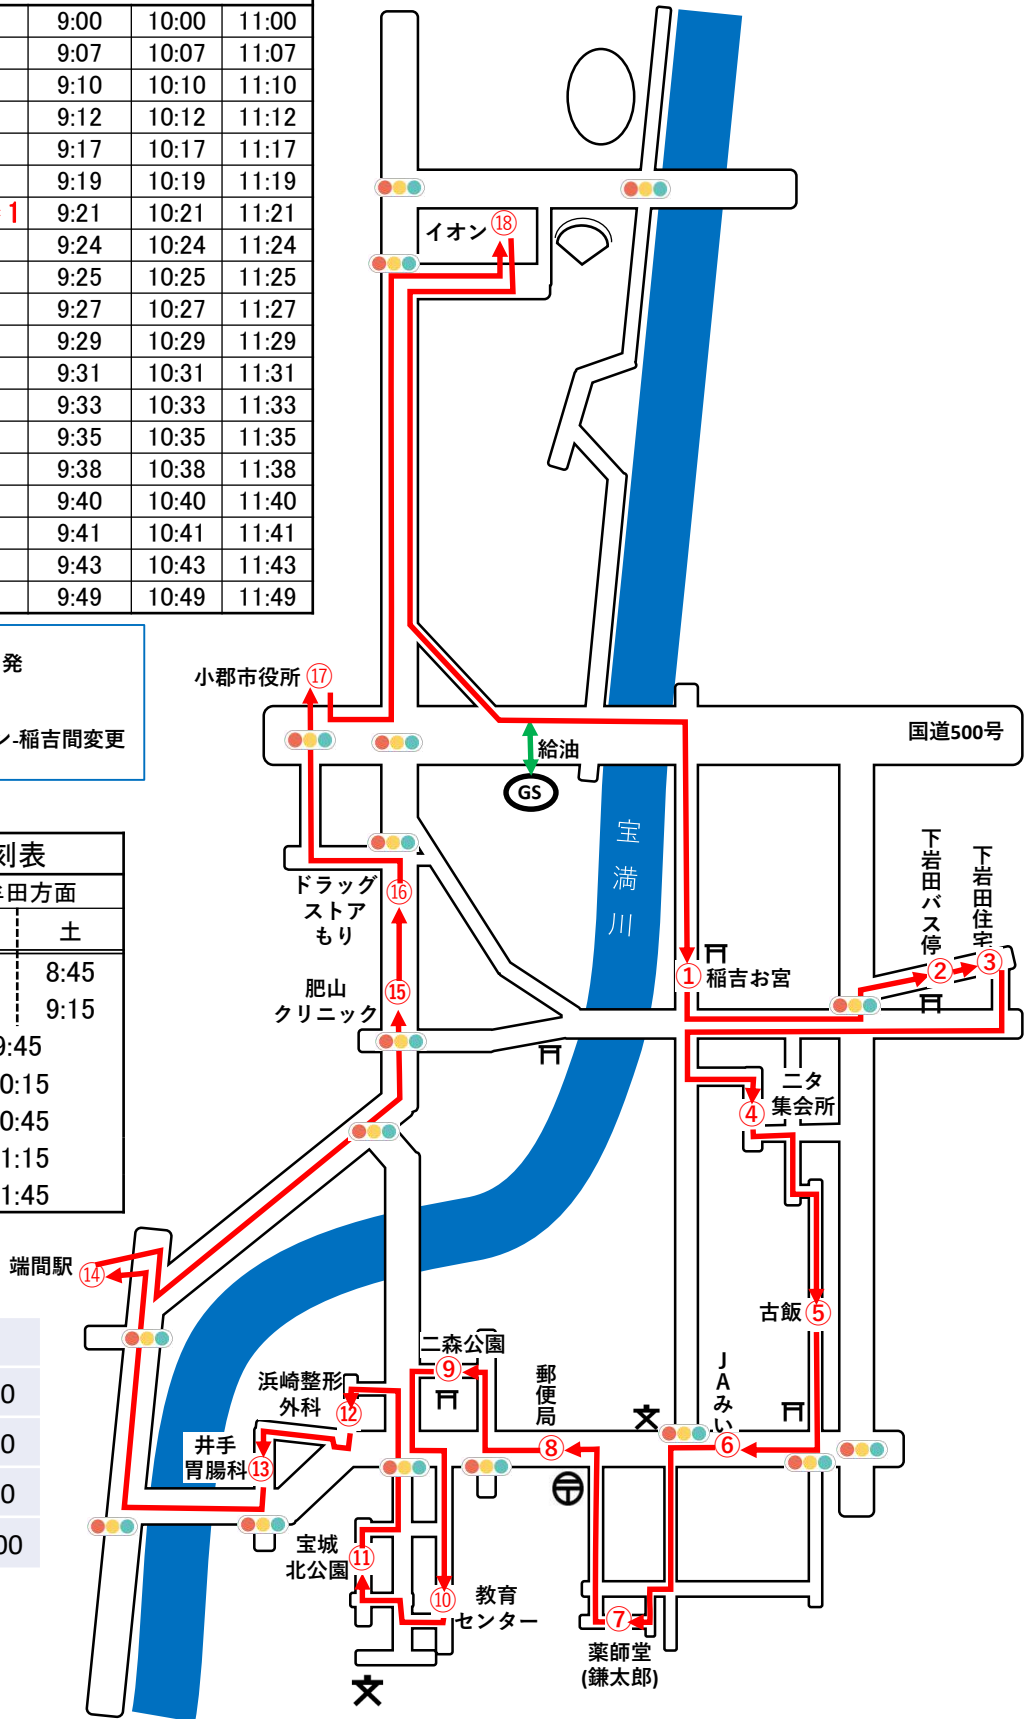 9:00 10:00 11:00
9:07 10:07 11:07
9:10 10:10 11:10
9:12 10:12 11:12
9:17 10:17 11:17
9:19 10:19 11:19
1 9:21 10:21 11:21
9:24 10:24 11:24
9:25 10:25 11:25
9:27 10:27 11:27
9:29 10:29 11:29
9:31 10:31 11:31
9:33 10:33 11:33
9:35 10:35 11:35
9:38 10:38 11:38
9:40 10:40 11:40
9:41 10:41 11:41
9:43 10:43 11:43
9:49 10:49 11:49
発
ン-稲吉間変更
刻表
牟田方面
土
8:45
9:15
9:45
0:15
0:45
1:15
1:45
0
0
0
00
イオン ⑱
小郡市役所 ⑰
国道500号
給油
GS
宝満川
ドラッグ
ストア
もり
⑯
肥山
クリニック
⑮
① 稲吉お宮
下岩田バス停
②
下岩田住宅
③
④
二タ
集会所
古飯 ⑤
JAみい
⑥
郵便局
⑧
⑦
薬師堂
(鎌太郎)
二森公園
⑨
⑩
教育
センター
宝城
北公園
⑪
浜崎整形
外科
⑫
井手
胃腸科
⑬
端間駅 ⑭